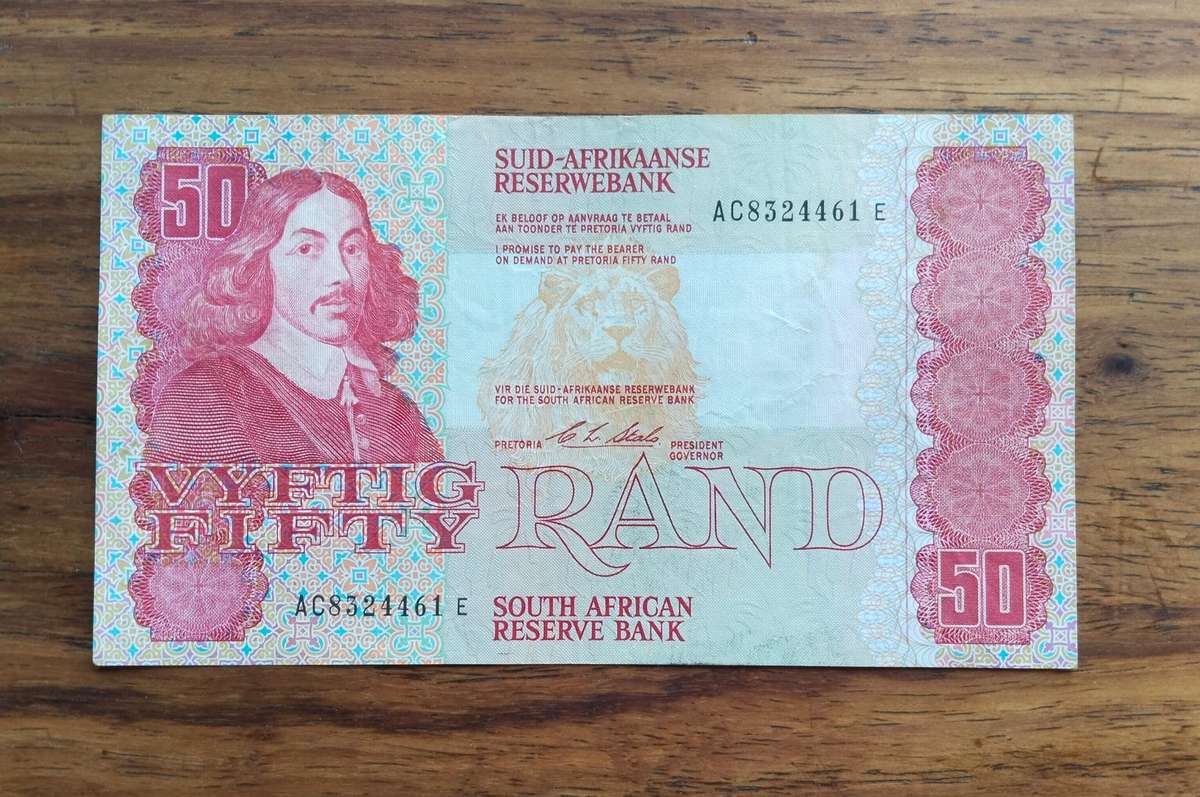 50
SUID-AFRIKAANSE
RESERWEBANK
EK BELOOF OP AANVRAAG TE BETAAL
AAN TOONDER TE PRETORIA VYFTIG RAND
AC8324461 E
I PROMISE TO PAY THE BEARER
ON DEMAND AT PRETORIA FIFTY RAND
VIR DIE SUID-AFRIKAANSE RESERWEBANK
FOR THE SOUTH AFRICAN RESERVE BANK
PRETORIA C L Stals PRESIDENT
GOVERNOR
VYFTIG
FIFTY
RAND
50
AC8324461 E
SOUTH AFRICAN
RESERVE BANK